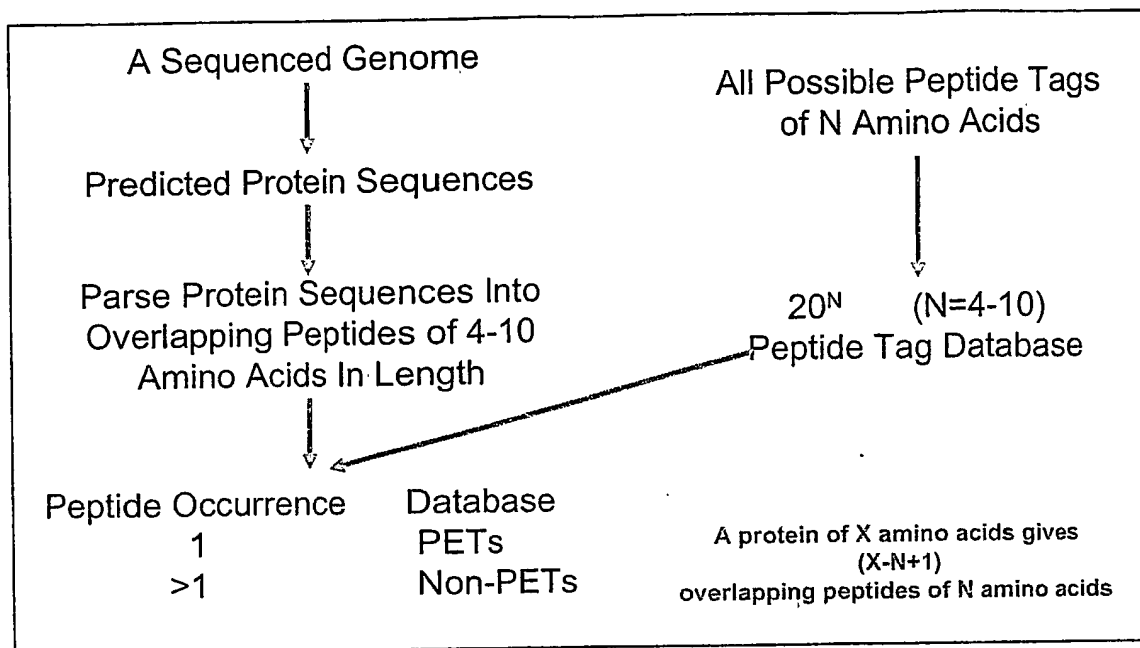 A Sequenced Genome
Predicted Protein Sequences
Parse Protein Sequences Into
Overlapping Peptides of 4-10
Amino Acids In Length
All Possible Peptide Tags
of N Amino Acids
20ᴺ (N=4-10)
Peptide Tag Database
Peptide Occurrence Database
1 PETs
>1 Non-PETs
A protein of X amino acids gives
(X-N+1)
overlapping peptides of N amino acids